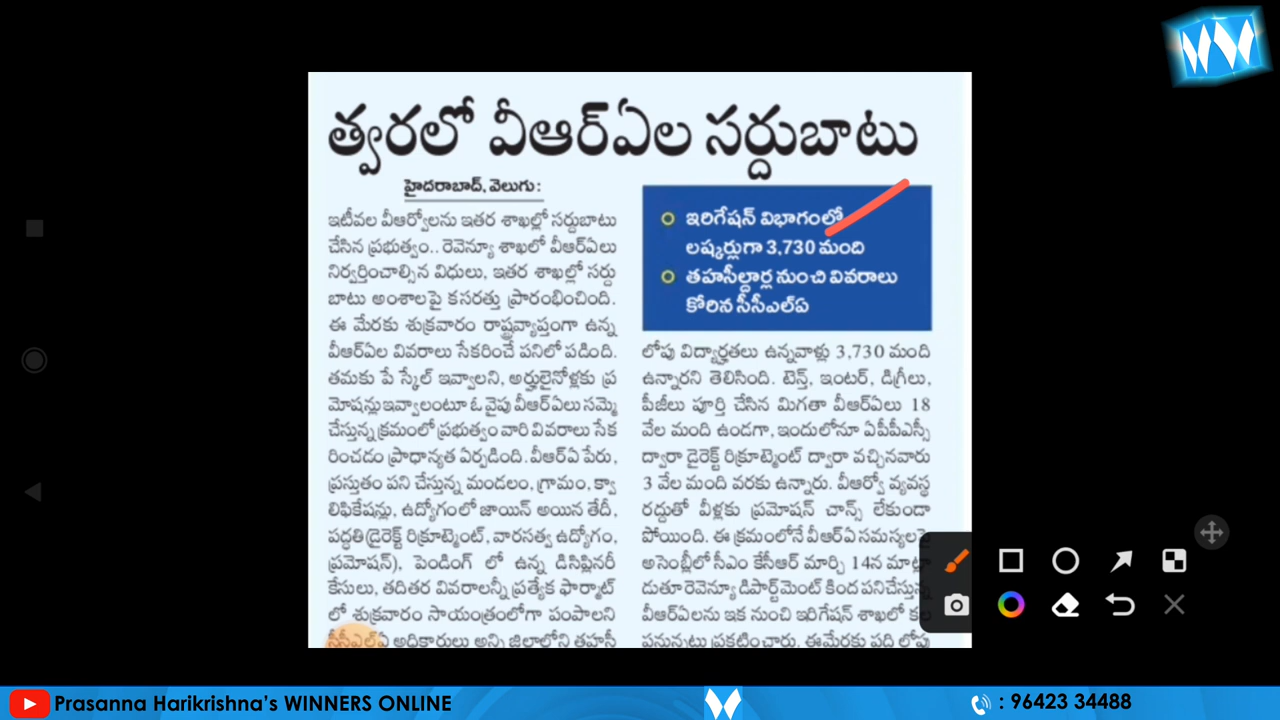 త్వరలో వీఆర్ఏల సర్దుబాటు
హైదరాబాద్, వెలుగు:
ఇటీవల వీఆర్వోలను ఇతర శాఖల్లో సర్దుబాటు
చేసిన ప్రభుత్వం.. రెవెన్యూ శాఖలో వీఆర్ఏలు
నిర్వర్తించాల్సిన విధులు, ఇతర శాఖల్లో సర్దు
బాటు అంశాలపై కసరత్తు ప్రారంభించింది.
ఈ మేరకు శుక్రవారం రాష్ట్రవ్యాప్తంగా ఉన్న
వీఆర్ఏల వివరాలు సేకరించే పనిలో పడింది.
తమకు పే స్కేల్ ఇవ్వాలని, అర్హులైనోళ్లకు ప్ర
మోషన్లు ఇవ్వాలంటూ ఓ వైపు వీఆర్ఏలు సమ్మె
చేస్తున్న క్రమంలో ప్రభుత్వం వారి వివరాలు సేక
రించడం ప్రాధాన్యత ఏర్పడింది. వీఆర్ఏ పేరు,
ప్రస్తుతం పని చేస్తున్న మండలం, గ్రామం, క్వా
లిఫికేషన్లు, ఉద్యోగంలో జాయిన్ అయిన తేదీ,
పద్ధతి(డైరెక్ట్ రిక్రూట్మెంట్, వారసత్వ ఉద్యోగం,
ప్రమోషన్), పెండింగ్ లో ఉన్న డిసిప్లినరీ
కేసులు, తదితర వివరాలన్నీ ప్రత్యేక ఫార్మాట్
లో శుక్రవారం సాయంత్రంలోగా పంపాలని
సీసీఎల్ఏ అధికారులు అన్ని జిల్లాల్లోని తహసీ
ఇరిగేషన్ విభాగంలో
లష్కర్లుగా 3,730 మంది
తహసీల్దార్ల నుంచి వివరాలు
కోరిన సీసీఎల్ఏ
లోపు విద్యార్హతలు ఉన్నవాళ్లు 3,730 మంది
ఉన్నారని తెలిసింది. టెన్త్, ఇంటర్, డిగ్రీలు,
పీజీలు పూర్తి చేసిన మిగతా వీఆర్ఏలు 18
వేల మంది ఉండగా, ఇందులోనూ ఏపీపీఎస్సీ
ద్వారా డైరెక్ట్ రిక్రూట్మెంట్ ద్వారా వచ్చినవారు
3 వేల మంది వరకు ఉన్నారు. వీఆర్వో వ్యవస్థ
రద్దుతో వీళ్లకు ప్రమోషన్ చాన్స్ లేకుండా
పోయింది. ఈ క్రమంలోనే వీఆర్ఏ సమస్యలపై
అసెంబ్లీలో సీఎం కేసీఆర్ మార్చి 14న మాట్లా
డుతూ రెవెన్యూ డిపార్ట్‌మెంట్ కింద పనిచేస్తున్న
వీఆర్ఏలను ఇక నుంచి ఇరిగేషన్ శాఖలో కల
పనున్నట్టు ప్రకటించారు. ఈమేరకు పది లోపు
Prasanna Harikrishna's WINNERS ONLINE
: 96423 34488